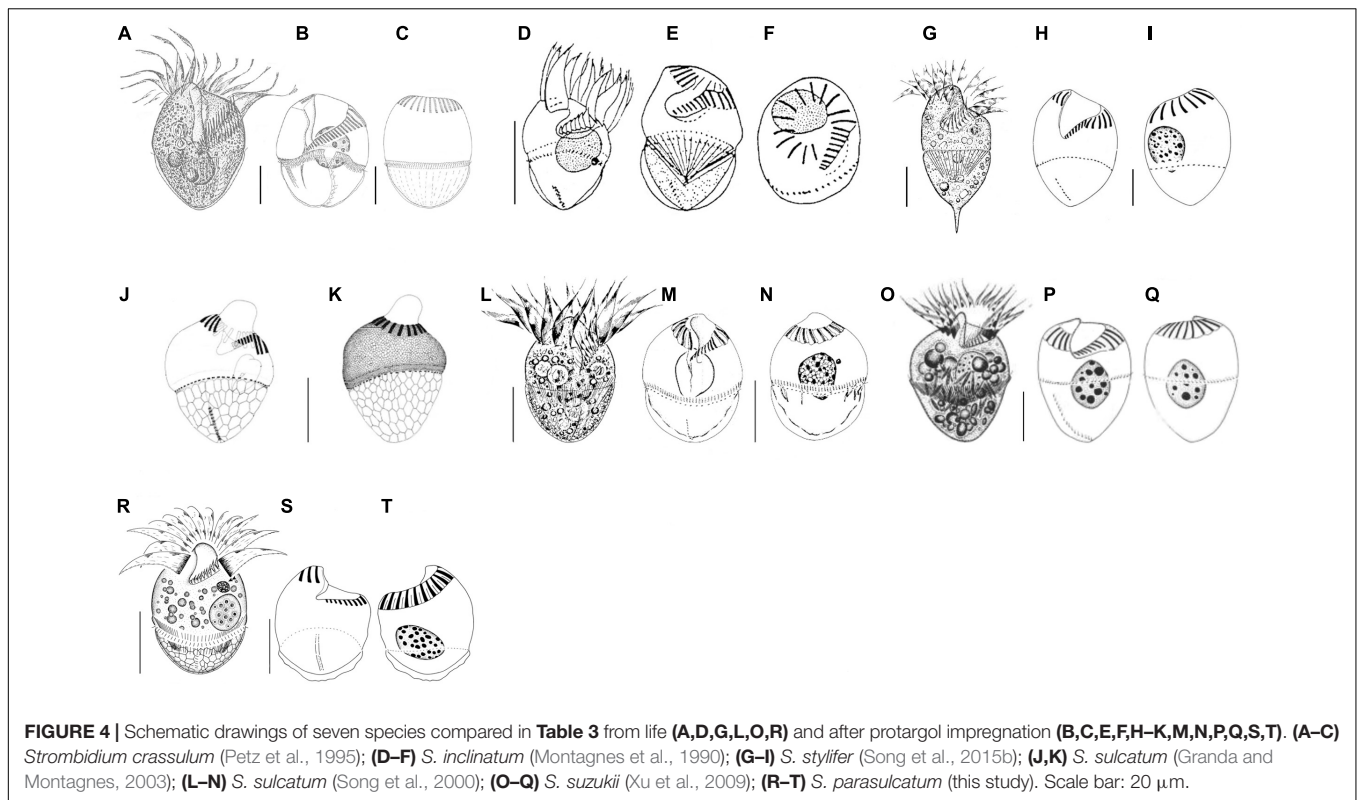 A B C D E F G H I
J K L M N O P Q
R S T
FIGURE 4 | Schematic drawings of seven species compared in Table 3 from life (A,D,G,L,O,R) and after protargol impregnation (B,C,E,F,H–K,M,N,P,Q,S,T). (A–C)
Strombidium crassulum (Petz et al., 1995); (D–F) S. inclinatum (Montagnes et al., 1990); (G–I) S. stylifer (Song et al., 2015b); (J,K) S. sulcatum (Granda and
Montagnes, 2003); (L–N) S. sulcatum (Song et al., 2000); (O–Q) S. suzukii (Xu et al., 2009); (R–T) S. parasulcatum (this study). Scale bar: 20 μm.